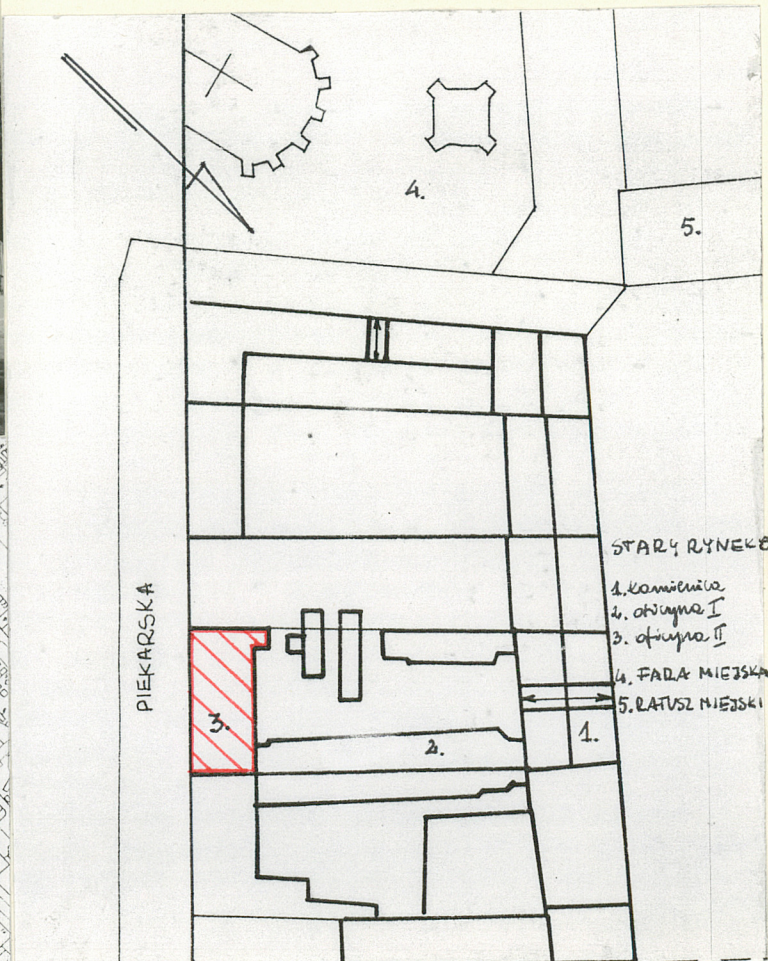 4.
5.
STARY RYNEK 8
1. kamienica
2. oficyna I
3. oficyna II
4. FARA MIEJSKA
5. RATUSZ MIEJSKI
PIEKARSKA
3.
2.
1.